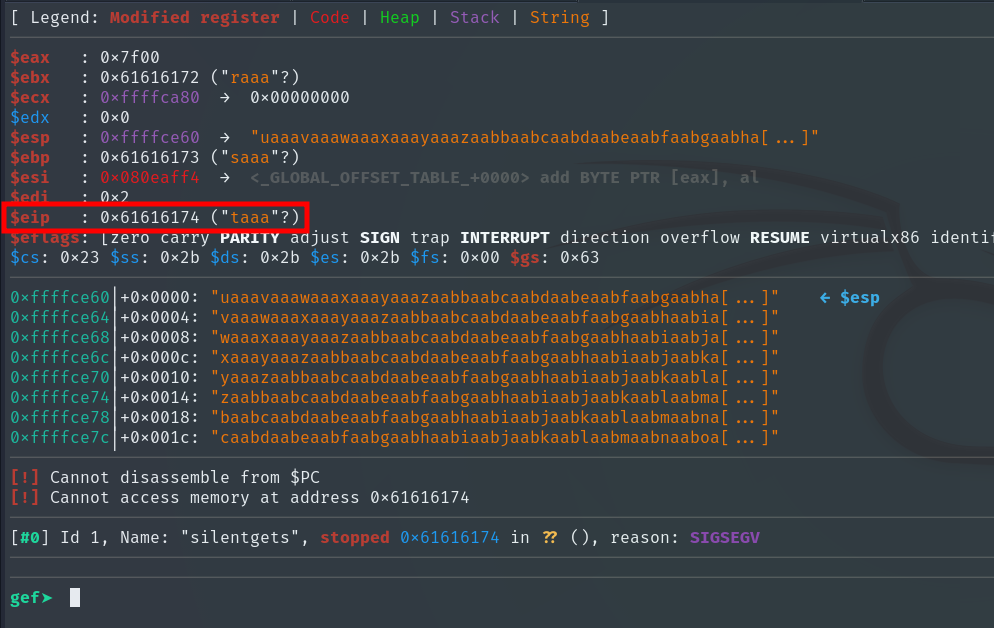 [ Legend: Modified register | Code | Heap | Stack | String ]
$eax : 0×7f00
$ebx : 0×61616172 ("raaa"?)
$ecx : 0×ffffca80 → 0×00000000
$edx : 0×0
$esp : 0×ffffce60 → "uaaavaaawaaaxaaayaaazaabbaabcaabdaabeaabfaabgaabha[...]"
$ebp : 0×61616173 ("saaa"?)
$esi : 0×080eaff4 → <_GLOBAL_OFFSET_TABLE_+0000> add BYTE PTR [eax], al
$edi : 0×2
$eip : 0×61616174 ("taaa"?)
$eflags: [zero carry PARITY adjust SIGN trap INTERRUPT direction overflow RESUME virtualx86 identif
$cs: 0×23 $ss: 0×2b $ds: 0×2b $es: 0×2b $fs: 0×00 $gs: 0×63
0×ffffce60│+0×0000: "uaaavaaawaaaxaaayaaazaabbaabcaabdaabeaabfaabgaabha[...]" ← $esp
0×ffffce64│+0×0004: "vaaawaaaxaaayaaazaabbaabcaabdaabeaabfaabgaabhaabia[...]"
0×ffffce68│+0×0008: "waaaxaaayaaazaabbaabcaabdaabeaabfaabgaabhaabiaabja[...]"
0×ffffce6c│+0×000c: "xaaayaaazaabbaabcaabdaabeaabfaabgaabhaabiaabjaabka[...]"
0×ffffce70│+0×0010: "yaaazaabbaabcaabdaabeaabfaabgaabhaabiaabjaabkaabla[...]"
0×ffffce74│+0×0014: "zaabbaabcaabdaabeaabfaabgaabhaabiaabjaabkaablaabma[...]"
0×ffffce78│+0×0018: "baabcaabdaabeaabfaabgaabhaabiaabjaabkaablaabmaabna[...]"
0×ffffce7c│+0×001c: "caabdaabeaabfaabgaabhaabiaabjaabkaablaabmaabnaaboa[...]"
[!] Cannot disassemble from $PC
[!] Cannot access memory at address 0×61616174
[#0] Id 1, Name: "silentgets", stopped 0×61616174 in ?? (), reason: SIGSEGV
gef➤